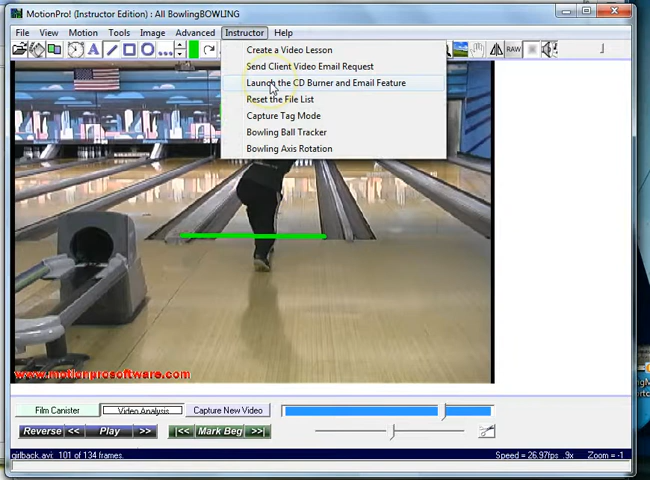 MotionPro! (Instructor Edition) : All BowlingBOWLING
File View Motion Tools Image Advanced Instructor Help
Create a Video Lesson
Send Client Video Email Request
Launch the CD Burner and Email Feature
Reset the File List
Capture Tag Mode
Bowling Ball Tracker
Bowling Axis Rotation
A RAW
www.motionprosoftware.com
Film Canister Video Analysis Capture New Video
Reverse << Play >> |<< Mark Beg >>|
girlback.avi: 101 of 134 frames. Speed = 26.97fps .9x Zoom = -1